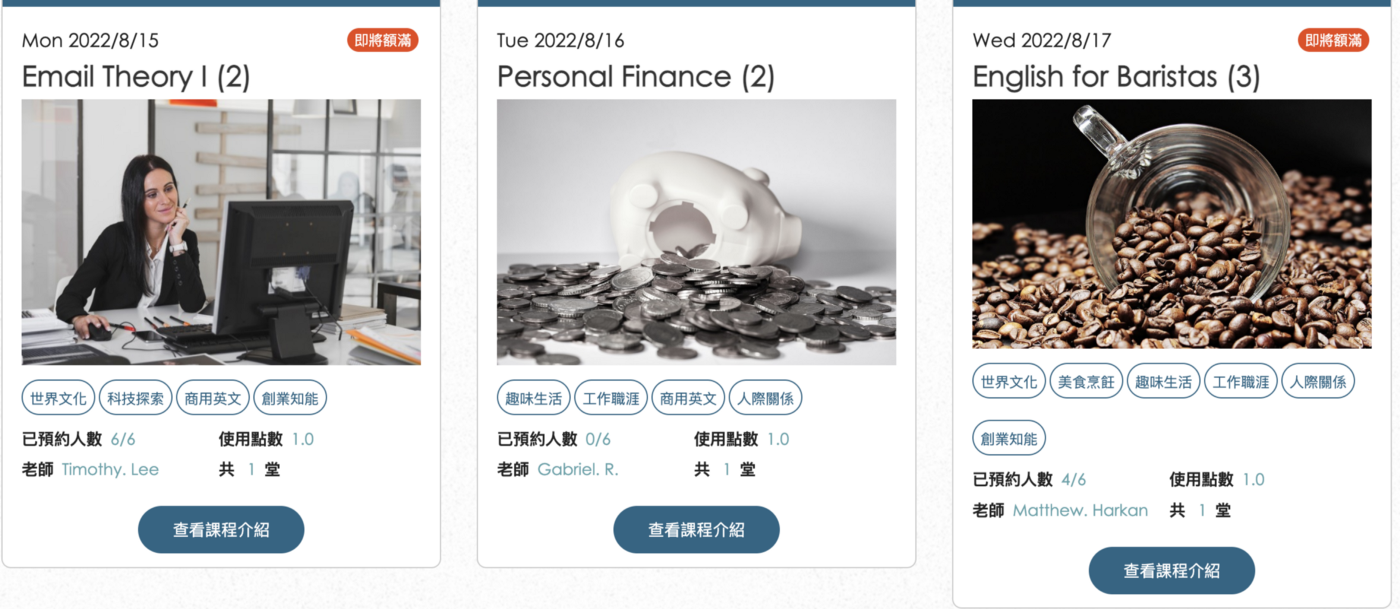 Mon 2022/8/15 即將額滿
Email Theory I (2)
世界文化 科技探索 商用英文 創業知能
已預約人數 6/6 使用點數 1.0
老師 Timothy. Lee 共 1 堂
查看課程介紹
Tue 2022/8/16
Personal Finance (2)
趣味生活 工作職涯 商用英文 人際關係
已預約人數 0/6 使用點數 1.0
老師 Gabriel. R. 共 1 堂
查看課程介紹
Wed 2022/8/17 即將額滿
English for Baristas (3)
世界文化 美食烹飪 趣味生活 工作職涯 人際關係
創業知能
已預約人數 4/6 使用點數 1.0
老師 Matthew. Harkan 共 1 堂
查看課程介紹